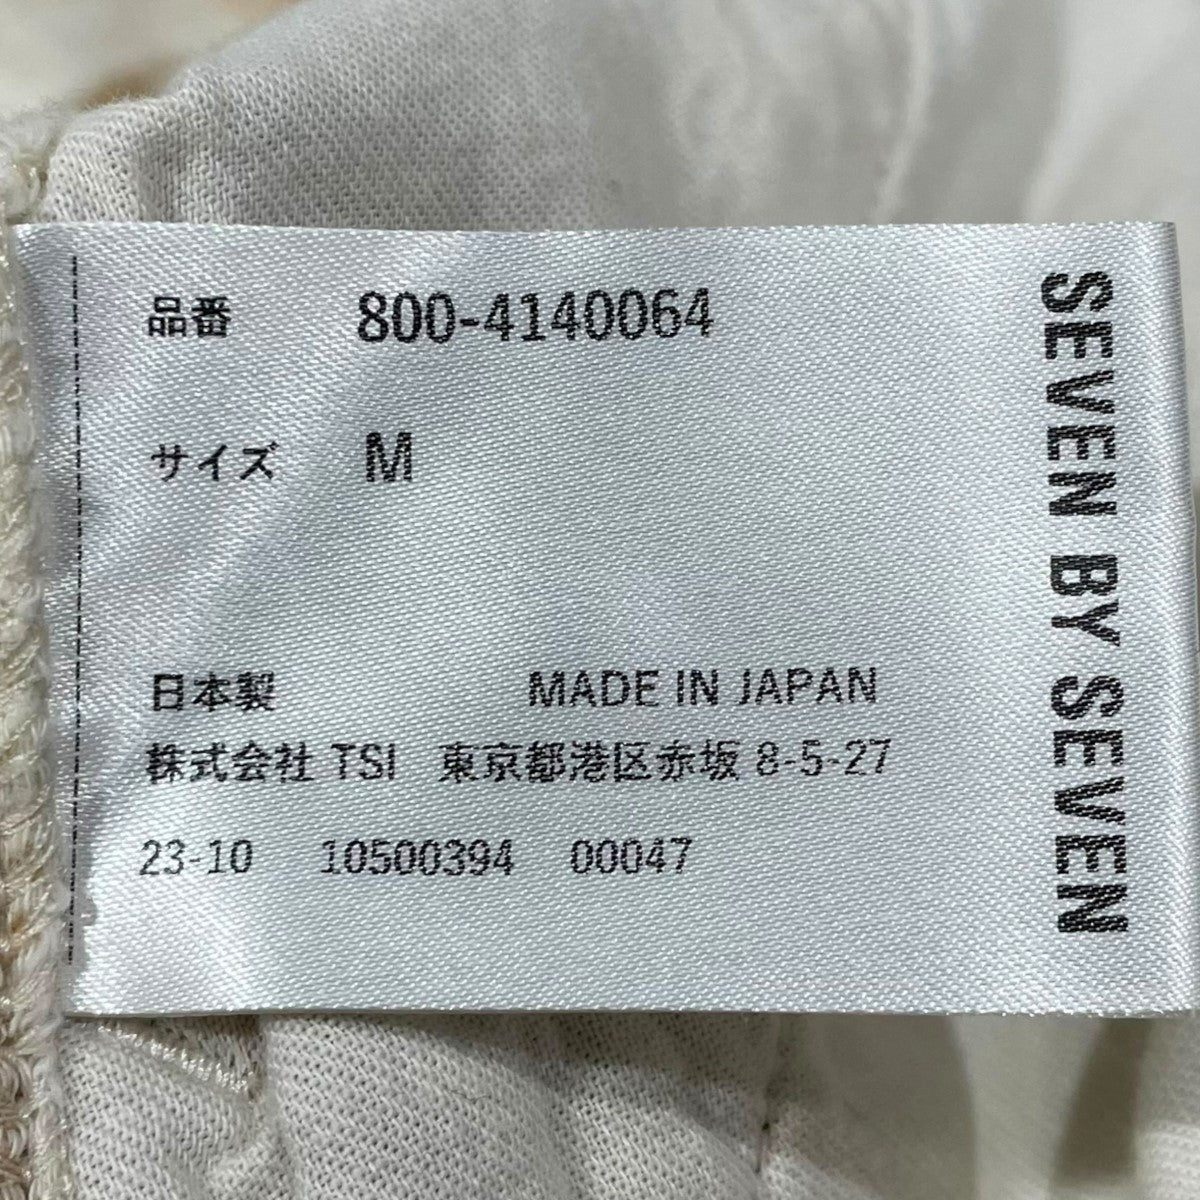 品番 800-4140064
サイズ M
日本製 MADE IN JAPAN
株式会社 TSI 東京都港区赤坂 8-5-27
23-10 10500394 00047
SEVEN BY SEVEN